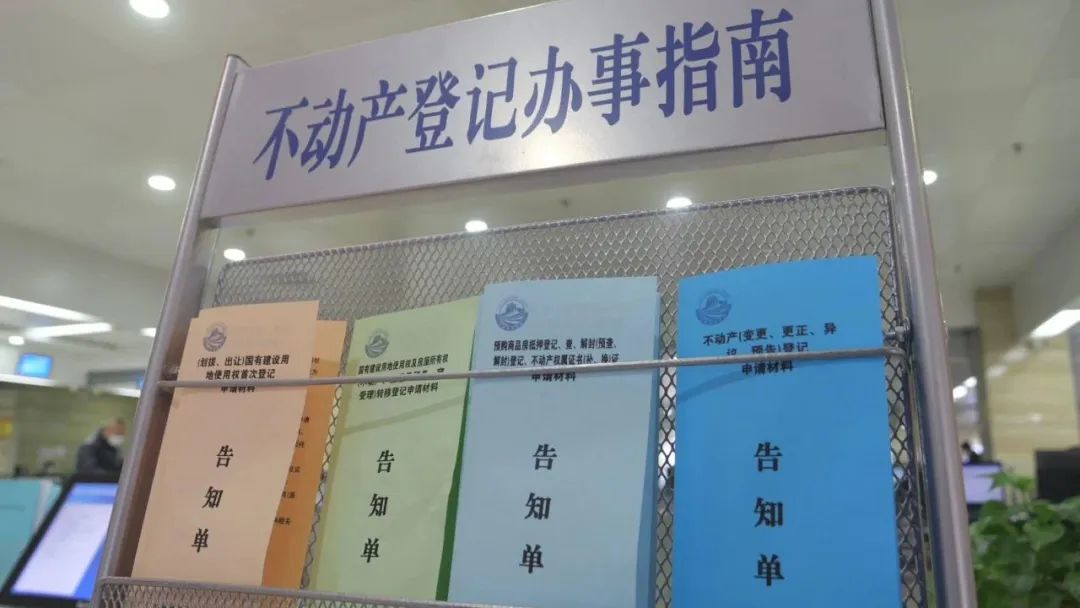 不动产登记办事指南
(划拨、出让)国有建设用
地使用权首次登记
申请材料
告
知
单
国有建设用地使用权及房屋所有权
受理)转移登记申请材料
告
知
单
预购商品房抵押登记、查、解封(预查、
解封)登记、不动产权属证书(补、换)证
申请材料
告
知
单
不动产(变更、更正、异
议、预告)登记
申请材料
告
知
单